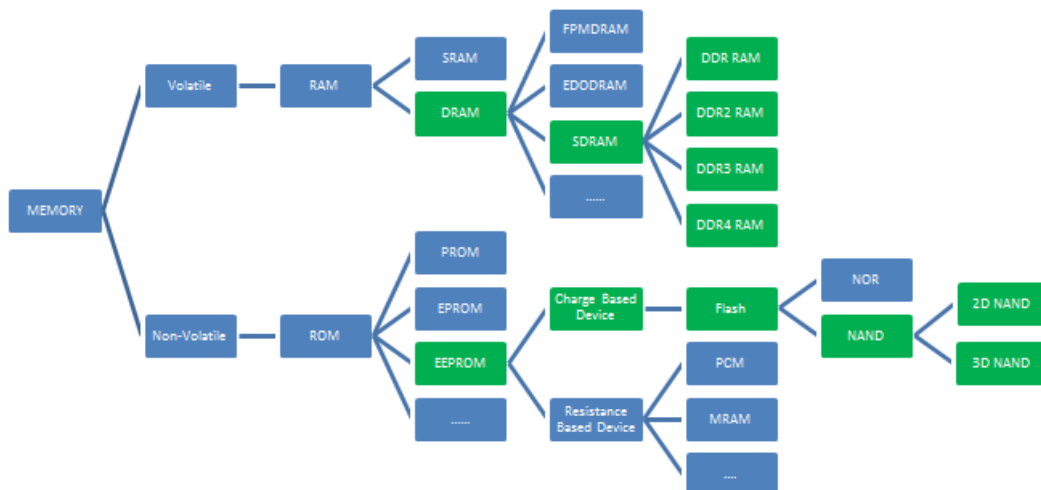 MEMORY
Volatile
RAM
SRAM
DRAM
FPMDRAM
EDODRAM
SDRAM
......
DDR RAM
DDR2 RAM
DDR3 RAM
DDR4 RAM
Non-Volatile
ROM
PROM
EPROM
EEPROM
......
Charge Based
Device
Flash
NOR
NAND
2D NAND
3D NAND
Resistance
Based Device
PCM
MRAM
....